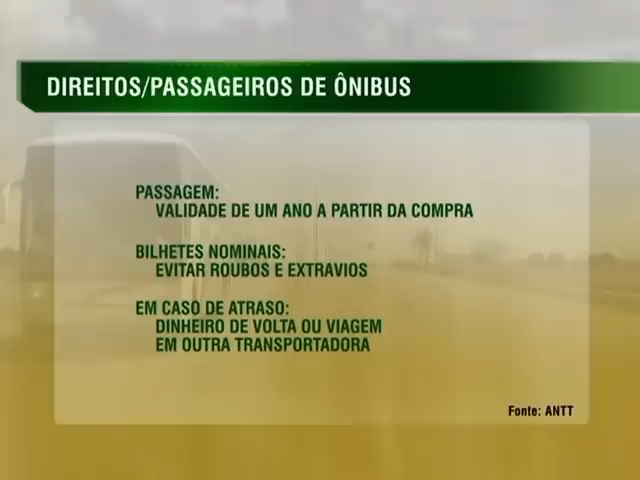 DIREITOS/PASSAGEIROS DE ÔNIBUS
PASSAGEM:
VALIDADE DE UM ANO A PARTIR DA COMPRA
BILHETES NOMINAIS:
EVITAR ROUBOS E EXTRAVIOS
EM CASO DE ATRASO:
DINHEIRO DE VOLTA OU VIAGEM
EM OUTRA TRANSPORTADORA
Fonte: ANTT